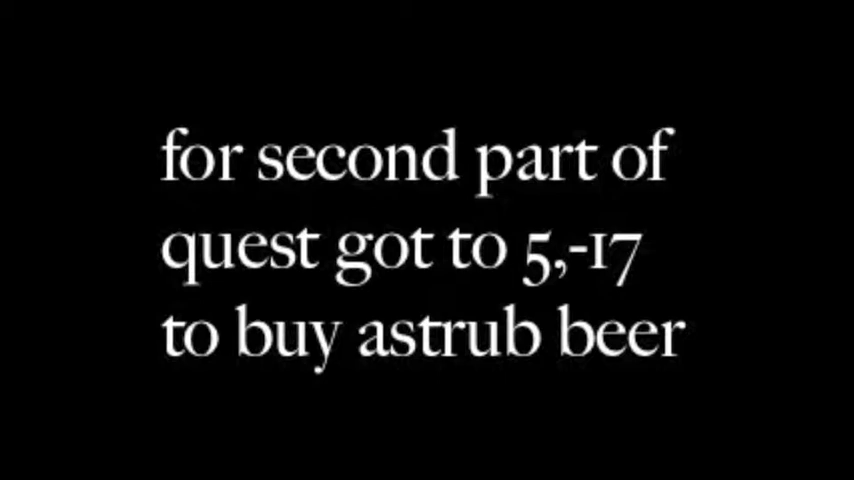 for second part of
quest got to 5,-17
to buy astrub beer